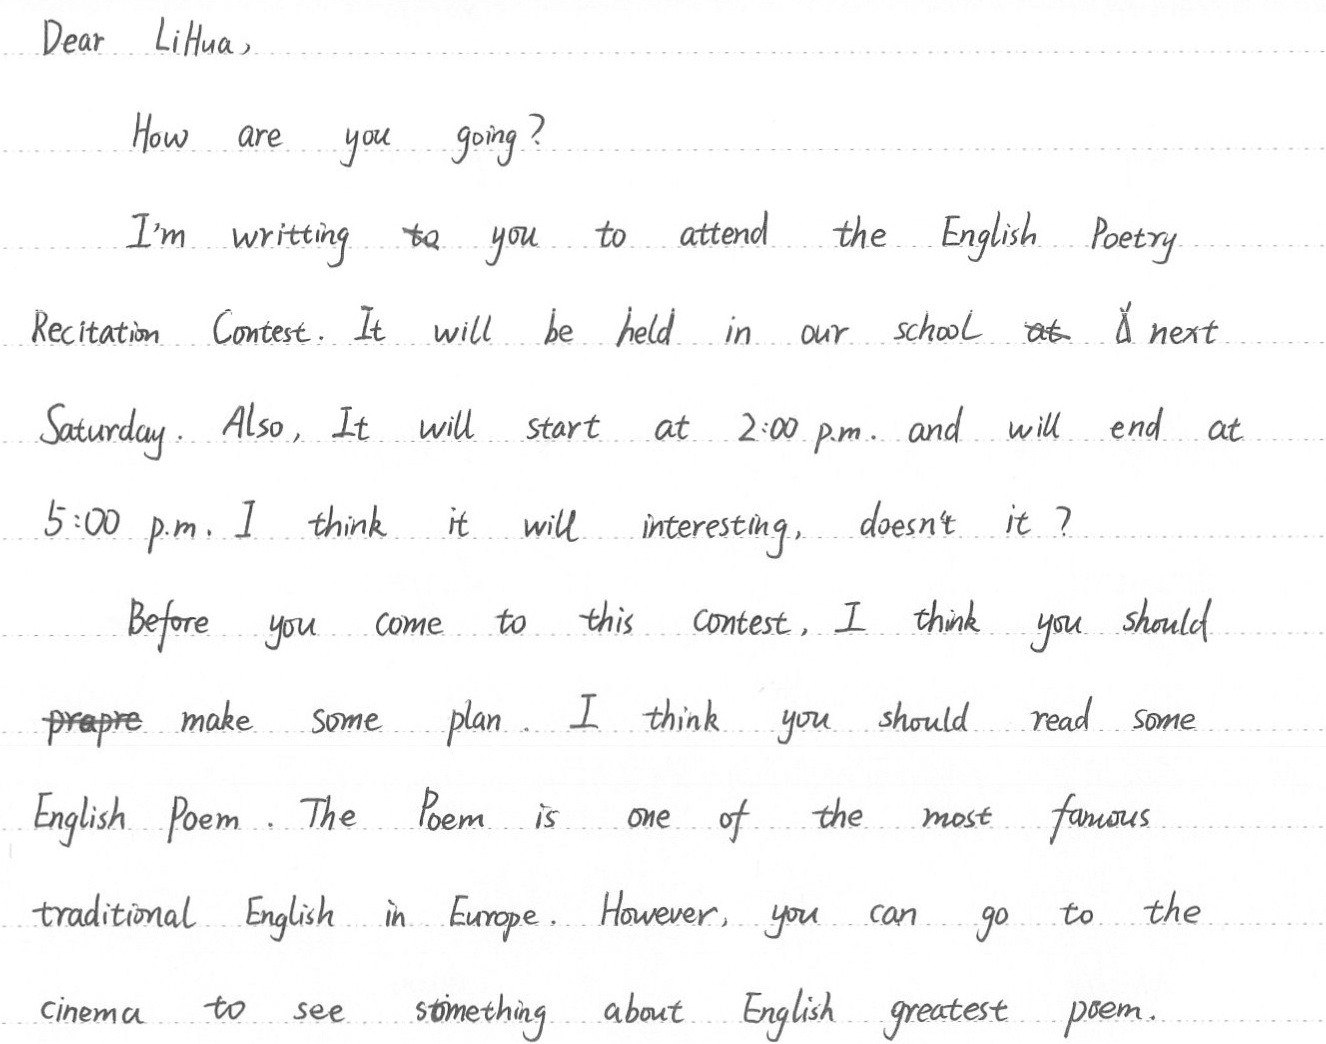 Dear LiHua,
How are you going?
I'm writting to you to attend the English Poetry
Recitation Contest. It will be held in our school next
Saturday. Also, It will start at 2:00 p.m. and will end at
5:00 p.m. I think it will interesting, doesn't it?
Before you come to this contest, I think you should
make some plan. I think you should read some
English Poem. The Poem is one of the most famous
traditional English in Europe. However, you can go to the
cinema to see something about English greatest poem.